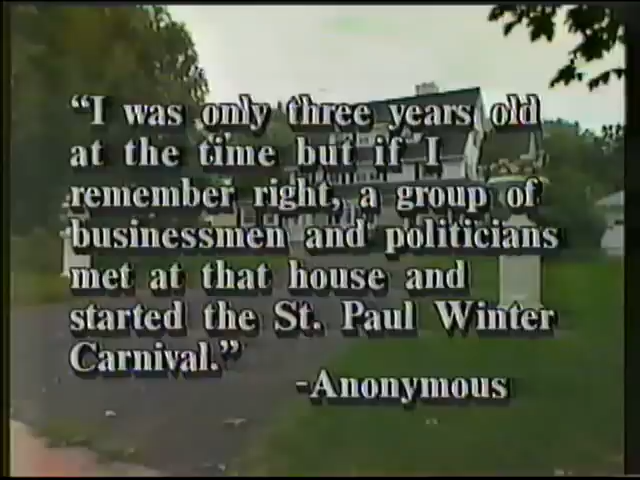 “I was only three years old
at the time but if I
remember right, a group of
businessmen and politicians
met at that house and
started the St. Paul Winter
Carnival.”
-Anonymous